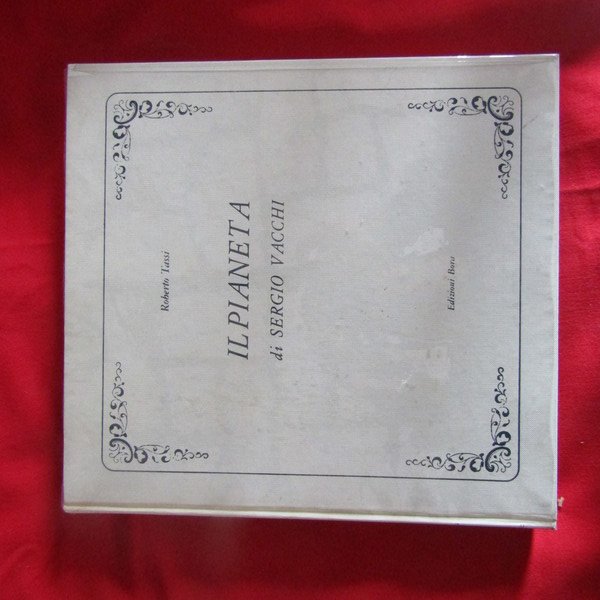 Roberto Tassi
IL PIANETA
di SERGIO VACCHI
Edizioni Bora